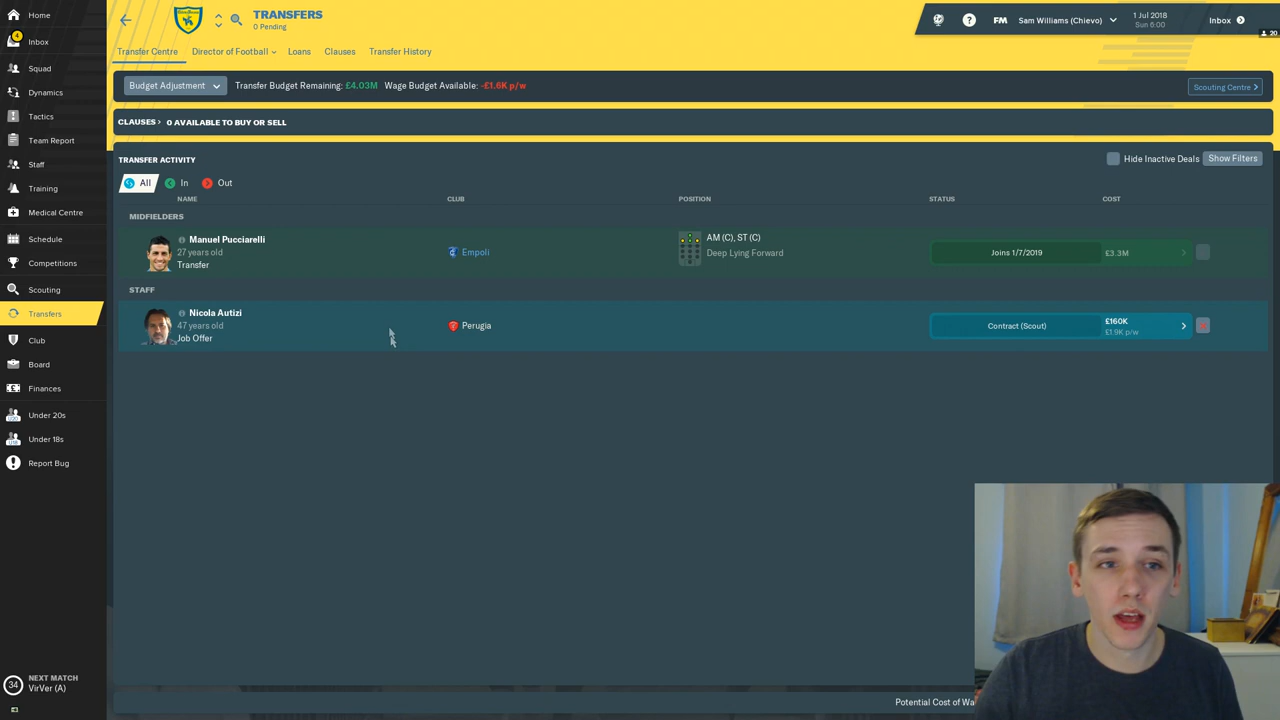 Home
4
Inbox
Squad
Dynamics
Tactics
Team Report
Staff
Training
Medical Centre
Schedule
Competitions
Scouting
Transfers
Club
Board
Finances
Under 20s
Under 18s
Report Bug
34
NEXT MATCH
VirVer (A)
TRANSFERS
0 Pending
?
FM
Sam Williams (Chievo)
1 Jul 2018
Sun 6:00
Inbox
20
Transfer Centre
Director of Football
Loans
Clauses
Transfer History
Budget Adjustment
Transfer Budget Remaining: £4.03M
Wage Budget Available: -£1.6K p/w
Scouting Centre >
CLAUSES > 0 AVAILABLE TO BUY OR SELL
TRANSFER ACTIVITY
Hide Inactive Deals
Show Filters
All
In
Out
NAME
CLUB
POSITION
STATUS
COST
MIDFIELDERS
Manuel Pucciarelli
27 years old
Transfer
Empoli
AM (C), ST (C)
Deep Lying Forward
Joins 1/7/2019
£3.3M
STAFF
Nicola Autizi
47 years old
Job Offer
Perugia
Contract (Scout)
£160K
£1.9K p/w
Potential Cost of Wa